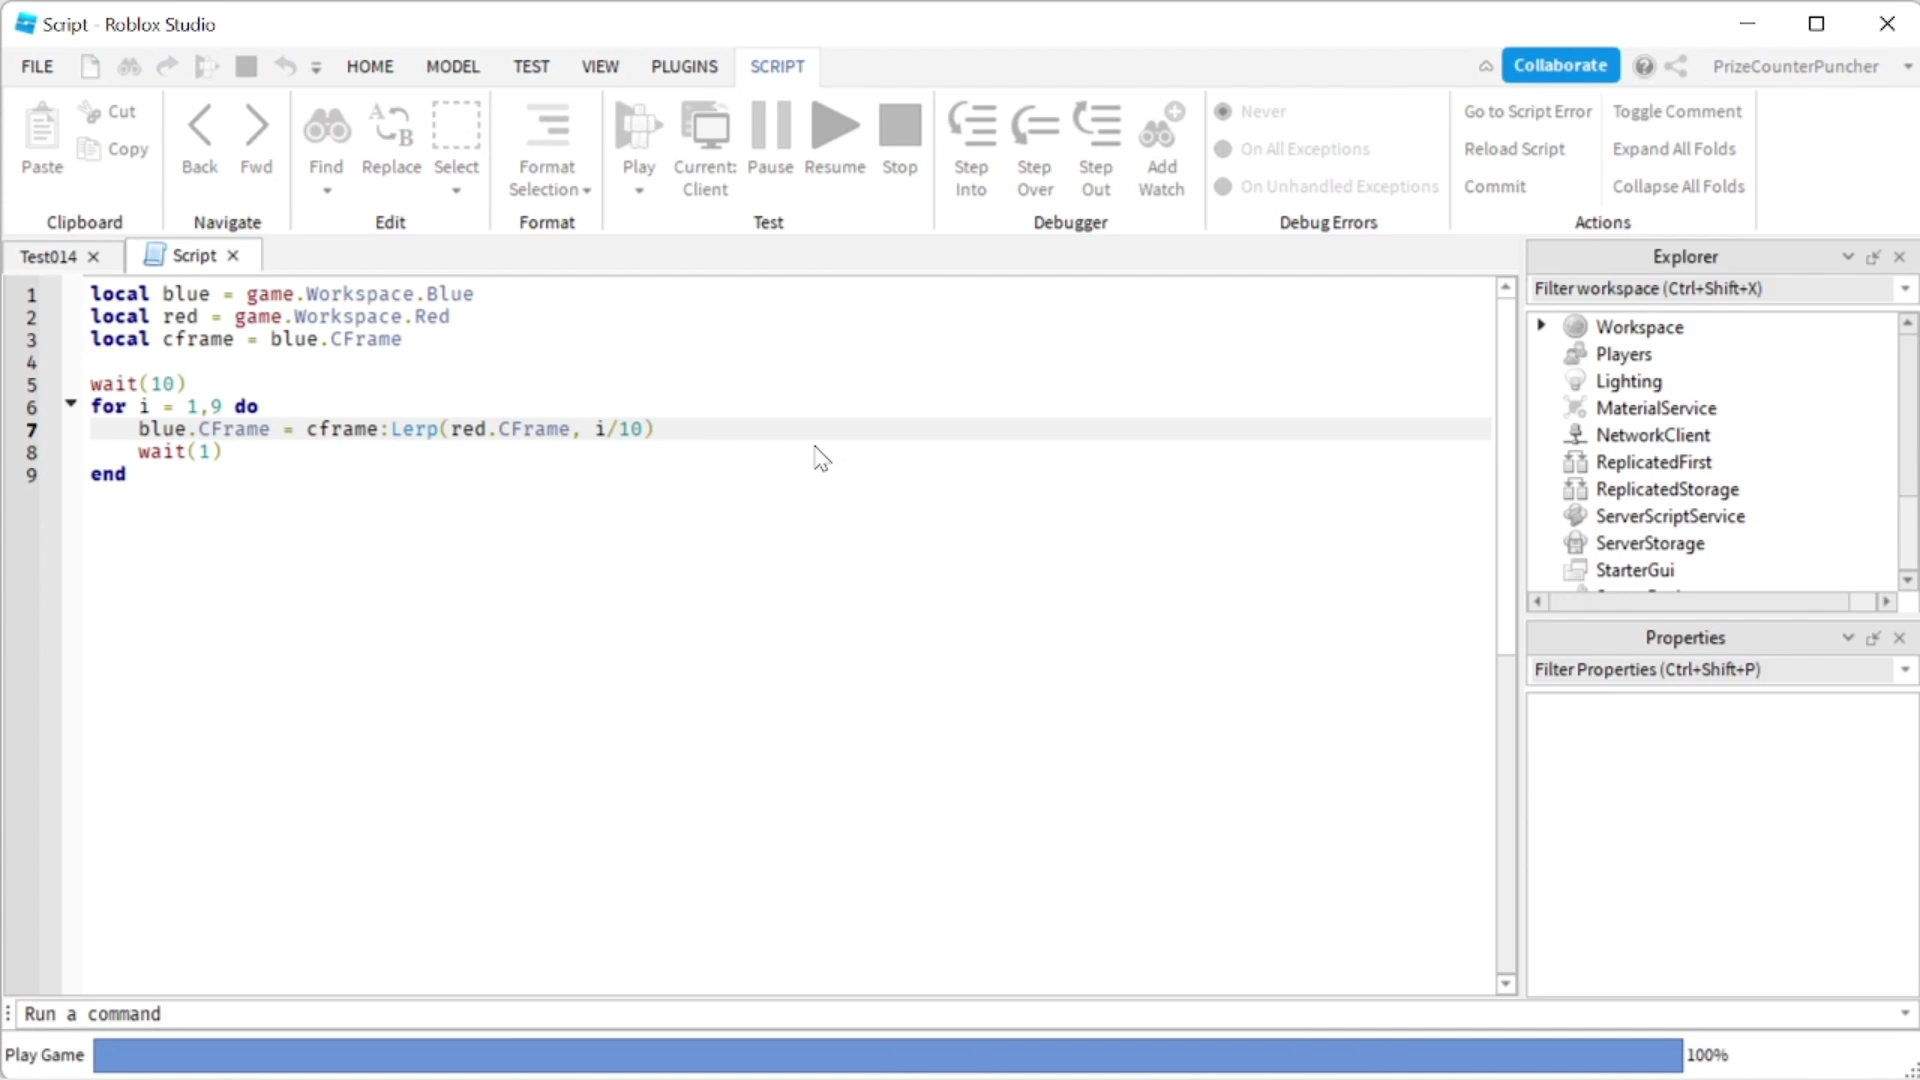 Script - Roblox Studio
FILE HOME MODEL TEST VIEW PLUGINS SCRIPT Collaborate PrizeCounterPuncher
Paste Cut Copy Clipboard
Back Fwd Navigate
Find Replace Select Edit
Format Selection Format
Play Current: Client Pause Resume Stop Test
Step Into Step Over Step Out Add Watch Debugger
Never
On All Exceptions
On Unhandled Exceptions
Debug Errors
Go to Script Error Toggle Comment
Reload Script Expand All Folds
Commit Collapse All Folds
Actions
Test014 Script
1 local blue = game.Workspace.Blue
2 local red = game.Workspace.Red
3 local cframe = blue.CFrame
4
5 wait(10)
6 for i = 1,9 do
7 blue.CFrame = cframe:Lerp(red.CFrame, i/10)
8 wait(1)
9 end
Explorer
Filter workspace (Ctrl+Shift+X)
Workspace
Players
Lighting
MaterialService
NetworkClient
ReplicatedFirst
ReplicatedStorage
ServerScriptService
ServerStorage
StarterGui
Properties
Filter Properties (Ctrl+Shift+P)
Run a command
Play Game 100%